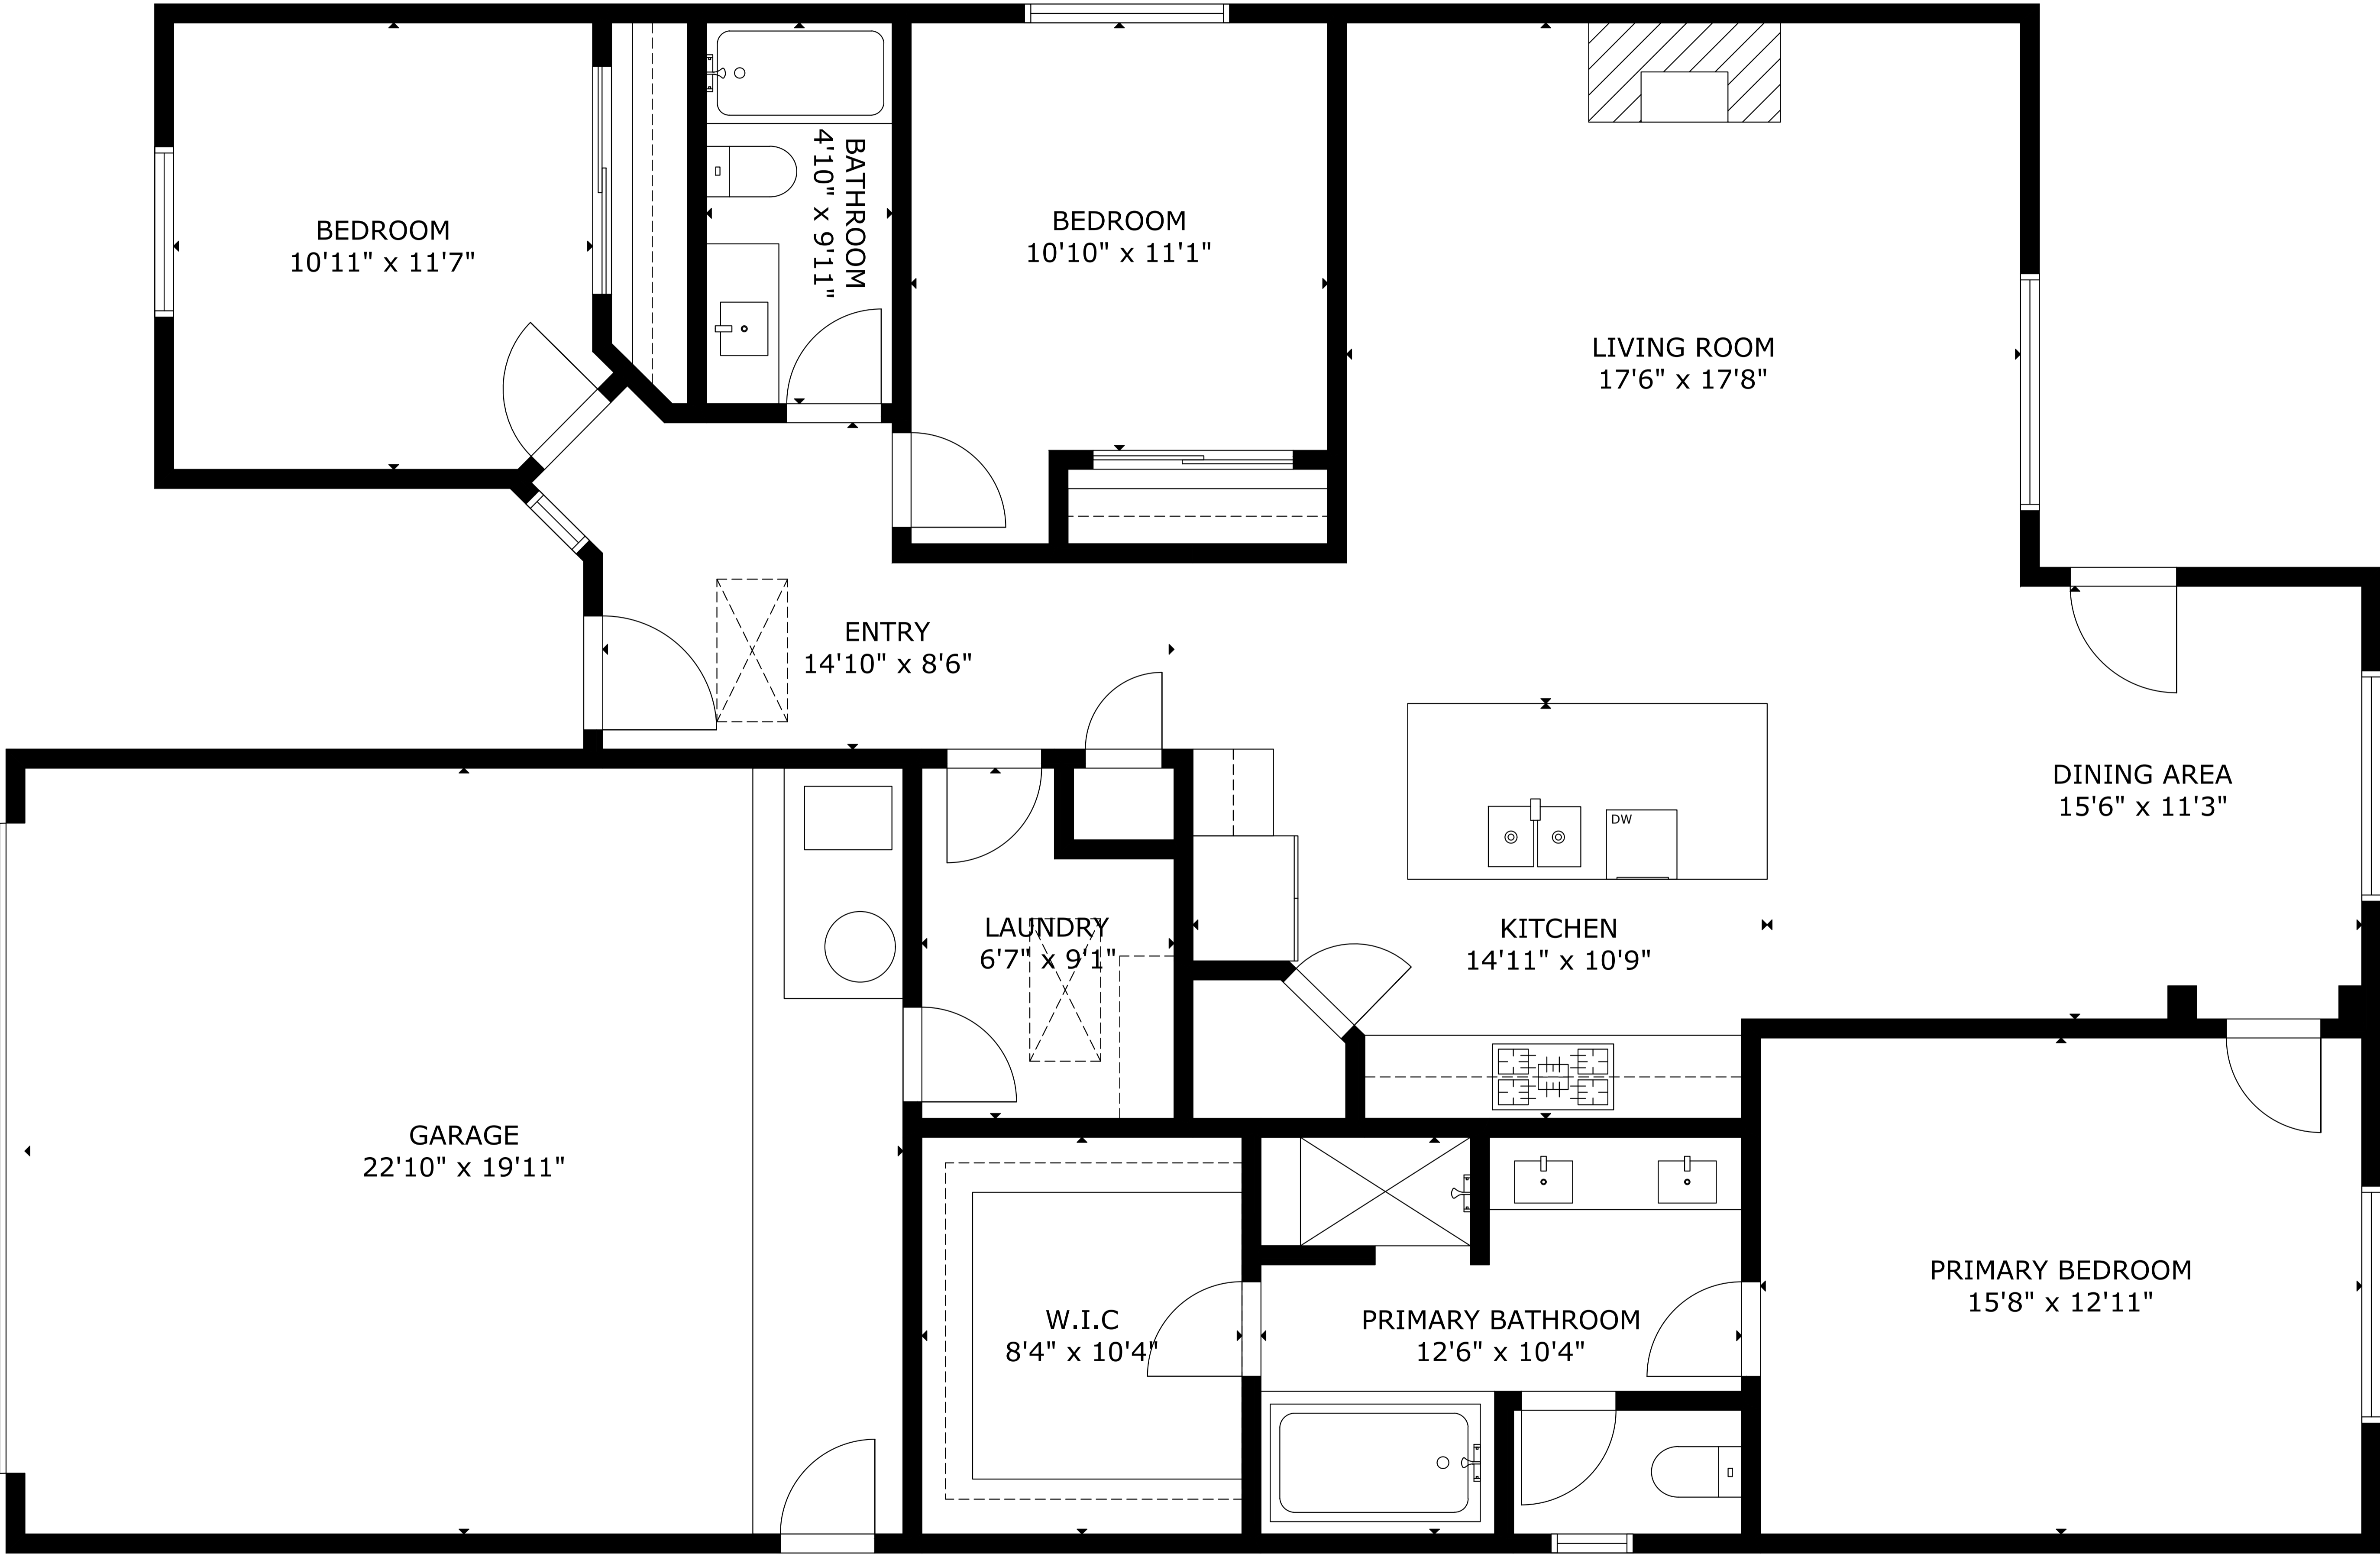 BEDROOM
10'11" x 11'7"
BATHROOM
4'10" x 9'11"
BEDROOM
10'10" x 11'1"
LIVING ROOM
17'6" x 17'8"
ENTRY
14'10" x 8'6"
DINING AREA
15'6" x 11'3"
DW
LAUNDRY
6'7" x 9'1"
KITCHEN
14'11" x 10'9"
GARAGE
22'10" x 19'11"
W.I.C
8'4" x 10'4"
PRIMARY BATHROOM
12'6" x 10'4"
PRIMARY BEDROOM
15'8" x 12'11"